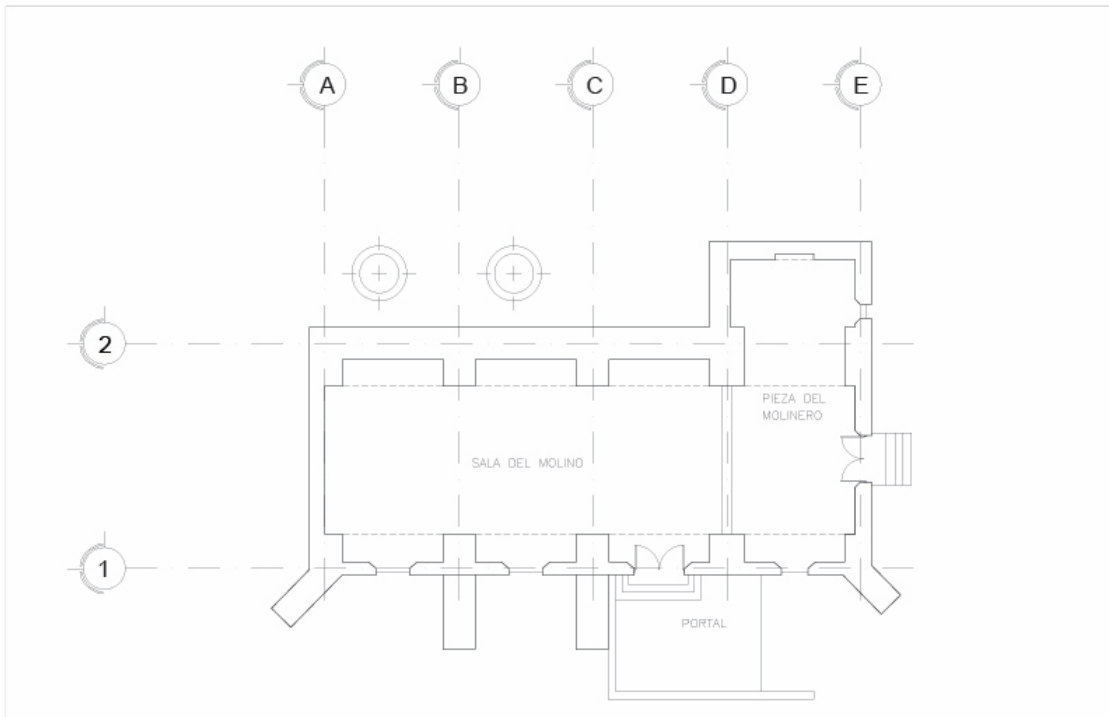 A
B
C
D
E
2
PIEZA DEL
MOLINERO
SALA DEL MOLINO
1
PORTAL